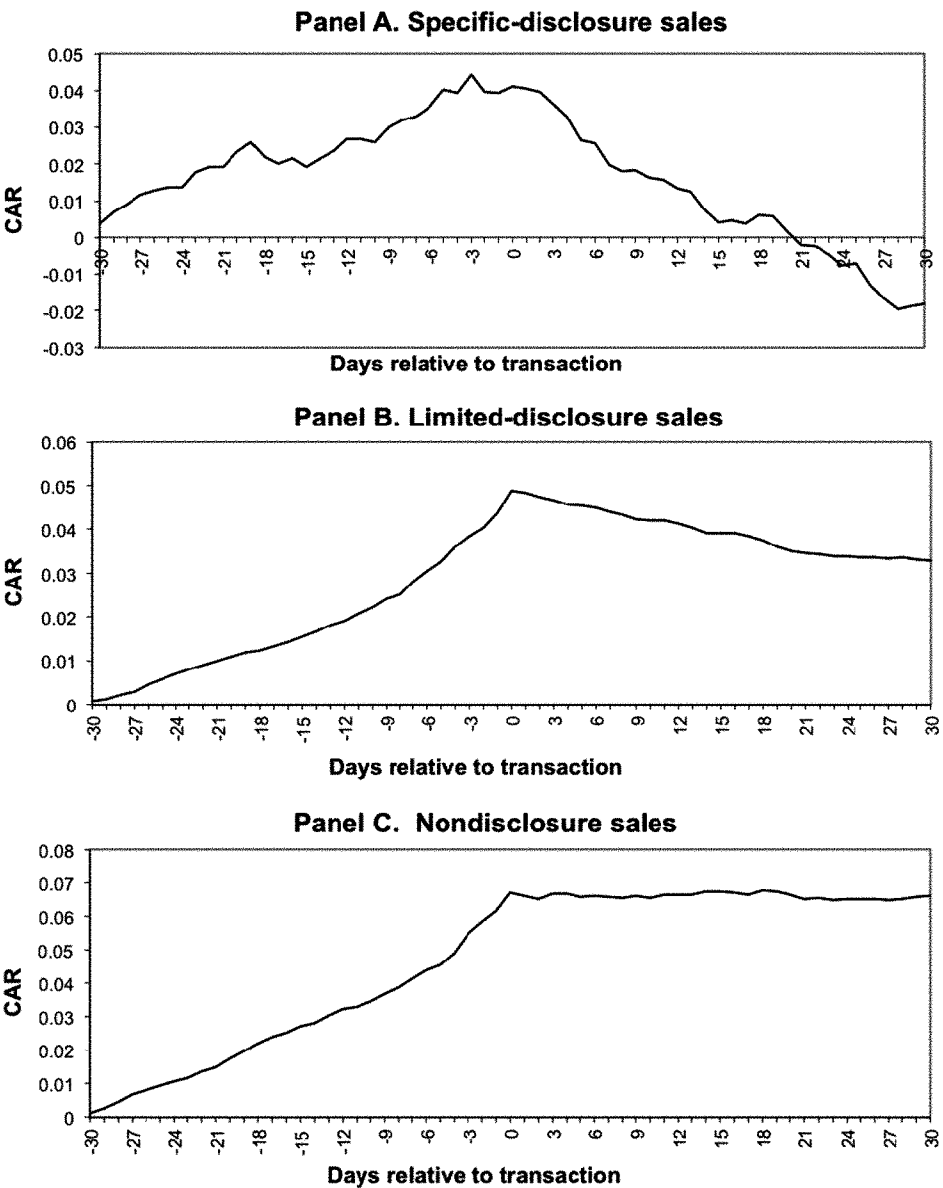 Panel A. Specific-disclosure sales
0.05
0.04
0.03
0.02
0.01
0
-0.01
-0.02
-0.03
CAR
-30 -27 -24 -21 -18 -15 -12 -9 -6 -3 0 3 6 9 12 15 18 21 24 27 30
Days relative to transaction
Panel B. Limited-disclosure sales
0.06
0.05
0.04
0.03
0.02
0.01
0
CAR
-30 -27 -24 -21 -18 -15 -12 -9 -6 -3 0 3 6 9 12 15 18 21 24 27 30
Days relative to transaction
Panel C. Nondisclosure sales
0.08
0.07
0.06
0.05
0.04
0.03
0.02
0.01
0
CAR
-30 -27 -24 -21 -18 -15 -12 -9 -6 -3 0 3 6 9 12 15 18 21 24 27 30
Days relative to transaction